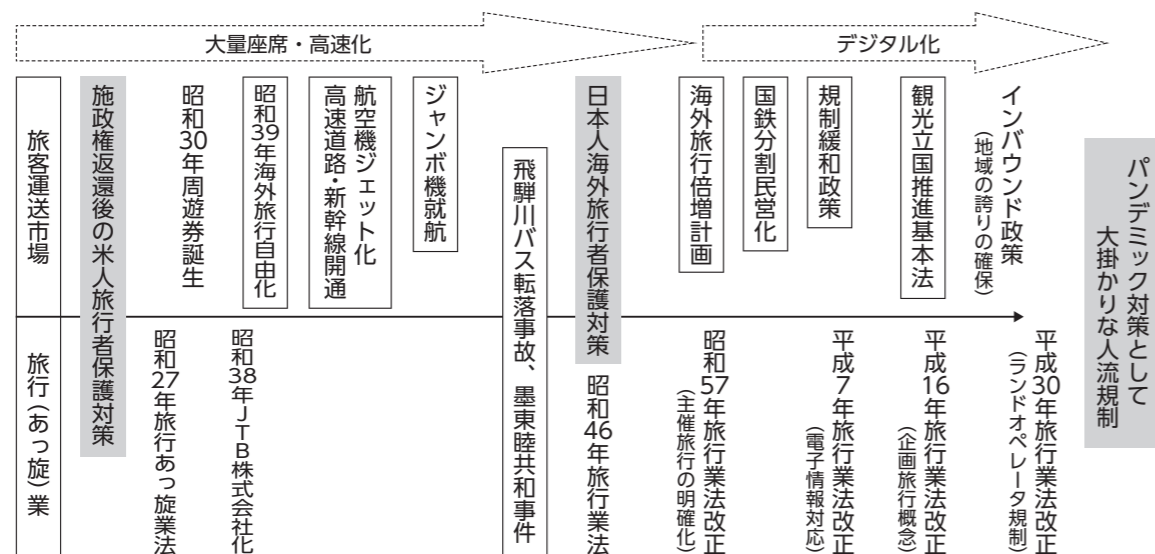 大量座席・高速化
デジタル化
旅客運送市場
旅行(あっ旋)業
施政権返還後の米人旅行者保護対策
昭和30年周遊券誕生
昭和27年旅行あっ旋業法
昭和39年海外旅行自由化
昭和38年JTB株式会社化
航空機ジェット化
高速道路・新幹線開通
ジャンボ機就航
飛騨川バス転落事故、墨東睦共和事件
日本人海外旅行者保護対策
昭和46年旅行業法
海外旅行倍増計画
昭和57年旅行業法改正
(主催旅行の明確化)
国鉄分割民営化
規制緩和政策
平成7年旅行業法改正
(電子情報対応)
観光立国推進基本法
平成16年旅行業法改正
(企画旅行概念)
インバウンド政策
(地域の誇りの確保)
平成30年旅行業法改正
(ランドオペレータ規制)
パンデミック対策として
大掛かりな人流規制